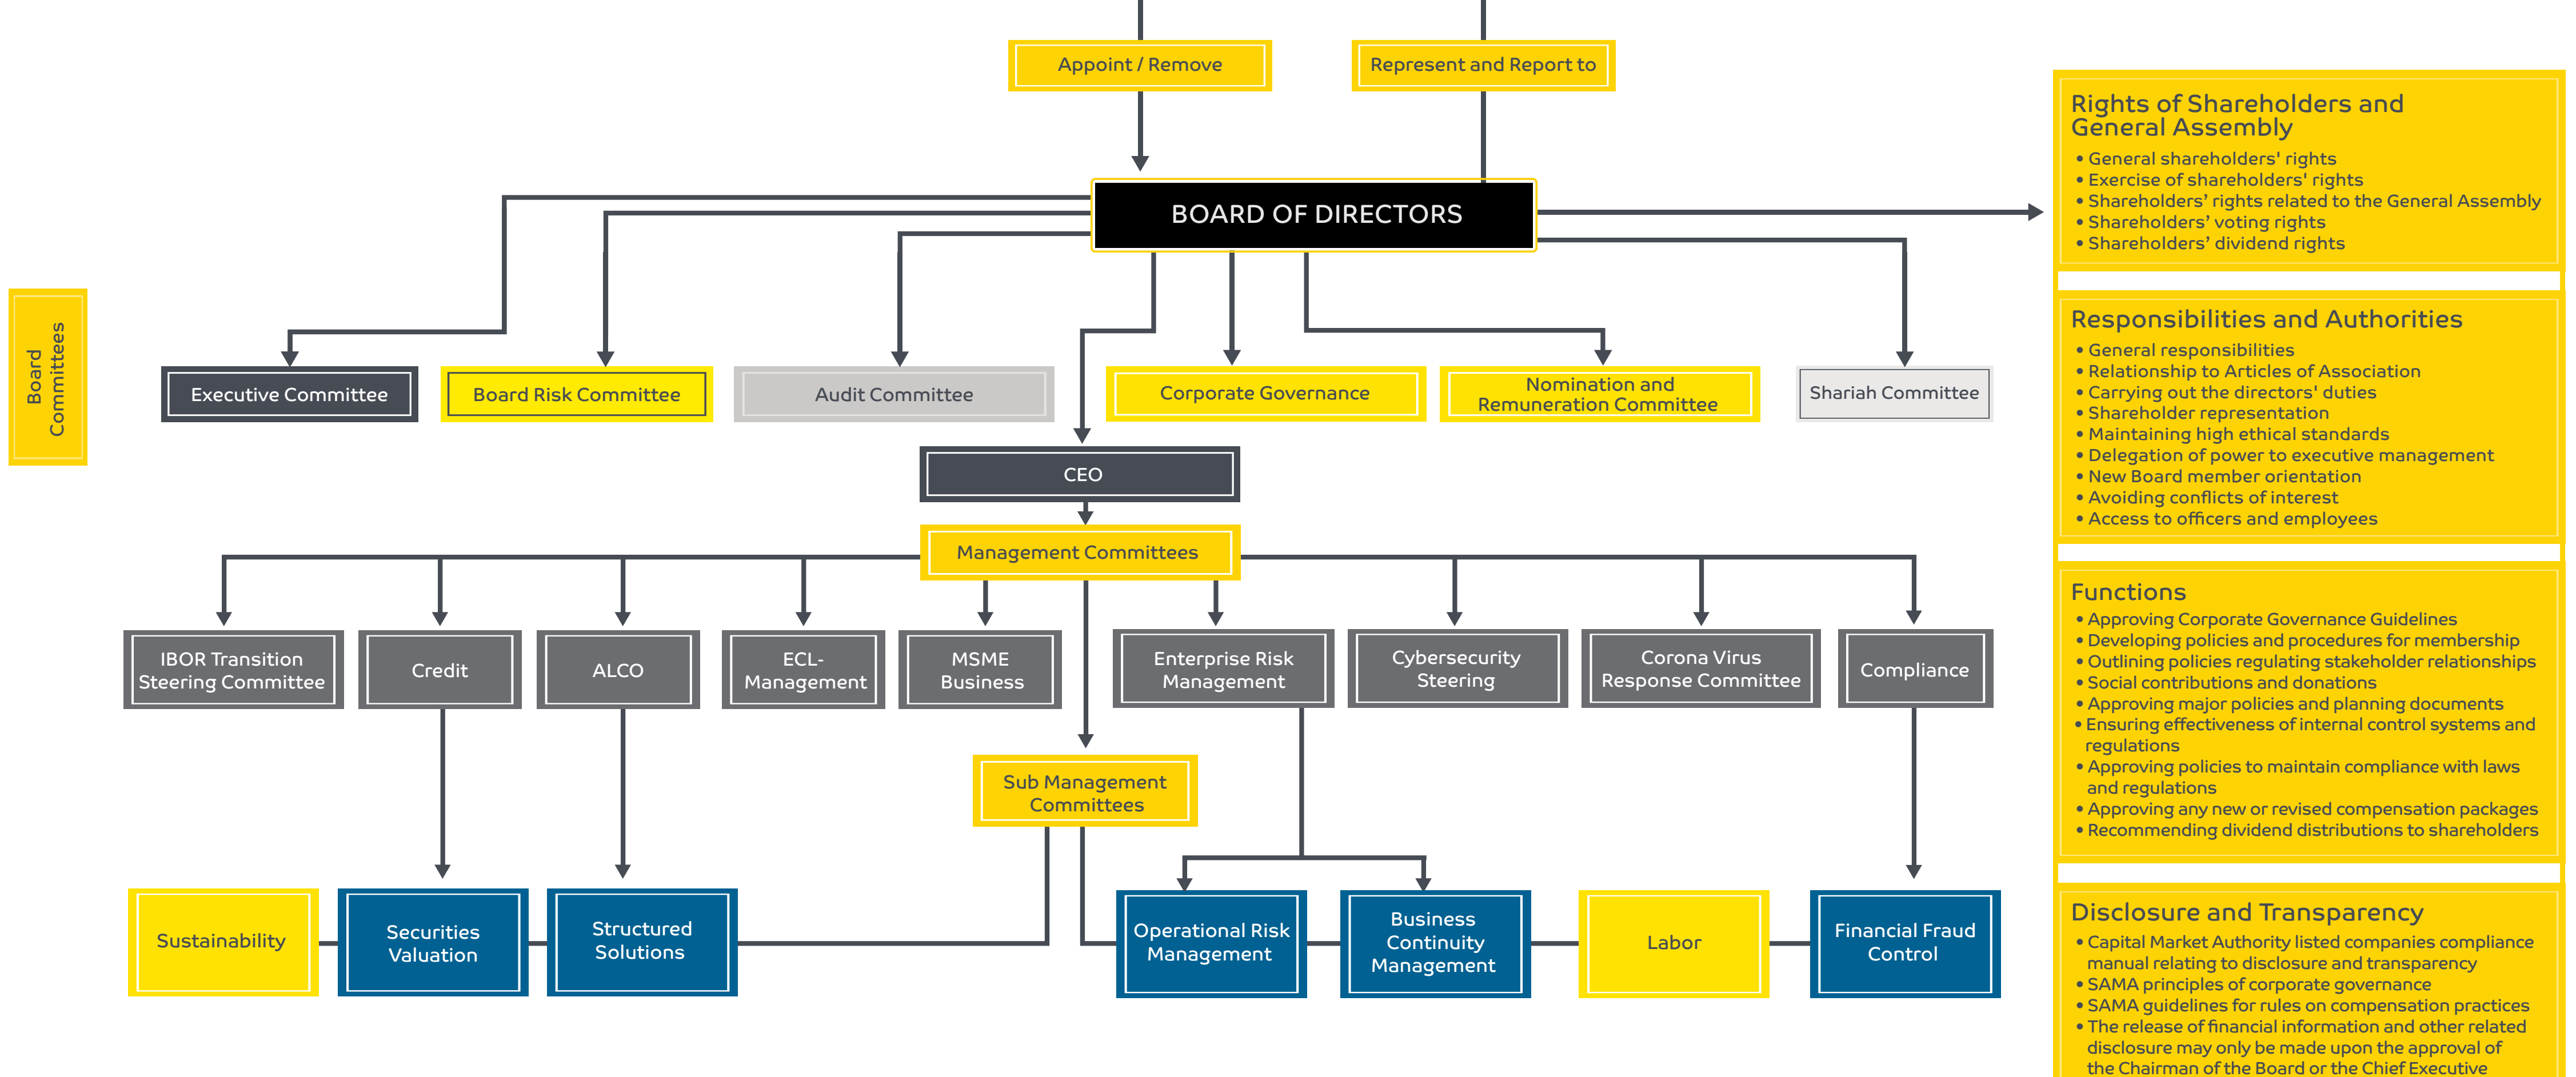 Appoint / Remove
Represent and Report to
BOARD OF DIRECTORS
Board
Committees
Executive Committee
Board Risk Committee
Audit Committee
Corporate Governance
Nomination and
Remuneration Committee
Shariah Committee
CEO
Management Committees
IBOR Transition
Steering Committee
Credit
ALCO
ECL-
Management
MSME
Business
Enterprise Risk
Management
Cybersecurity
Steering
Corona Virus
Response Committee
Compliance
Sub Management
Committees
Sustainability
Securities
Valuation
Structured
Solutions
Operational Risk
Management
Business
Continuity
Management
Labor
Financial Fraud
Control
Rights of Shareholders and
General Assembly
• General shareholders' rights
• Exercise of shareholders' rights
• Shareholders’ rights related to the General Assembly
• Shareholders’ voting rights
• Shareholders’ dividend rights
Responsibilities and Authorities
• General responsibilities
• Relationship to Articles of Association
• Carrying out the directors' duties
• Shareholder representation
• Maintaining high ethical standards
• Delegation of power to executive management
• New Board member orientation
• Avoiding conflicts of interest
• Access to officers and employees
Functions
• Approving Corporate Governance Guidelines
• Developing policies and procedures for membership
• Outlining policies regulating stakeholder relationships
• Social contributions and donations
• Approving major policies and planning documents
• Ensuring effectiveness of internal control systems and
regulations
• Approving policies to maintain compliance with laws
and regulations
• Approving any new or revised compensation packages
• Recommending dividend distributions to shareholders
Disclosure and Transparency
• Capital Market Authority listed companies compliance
manual relating to disclosure and transparency
• SAMA principles of corporate governance
• SAMA guidelines for rules on compensation practices
• The release of financial information and other related
disclosure may only be made upon the approval of
the Chairman of the Board or the Chief Executive